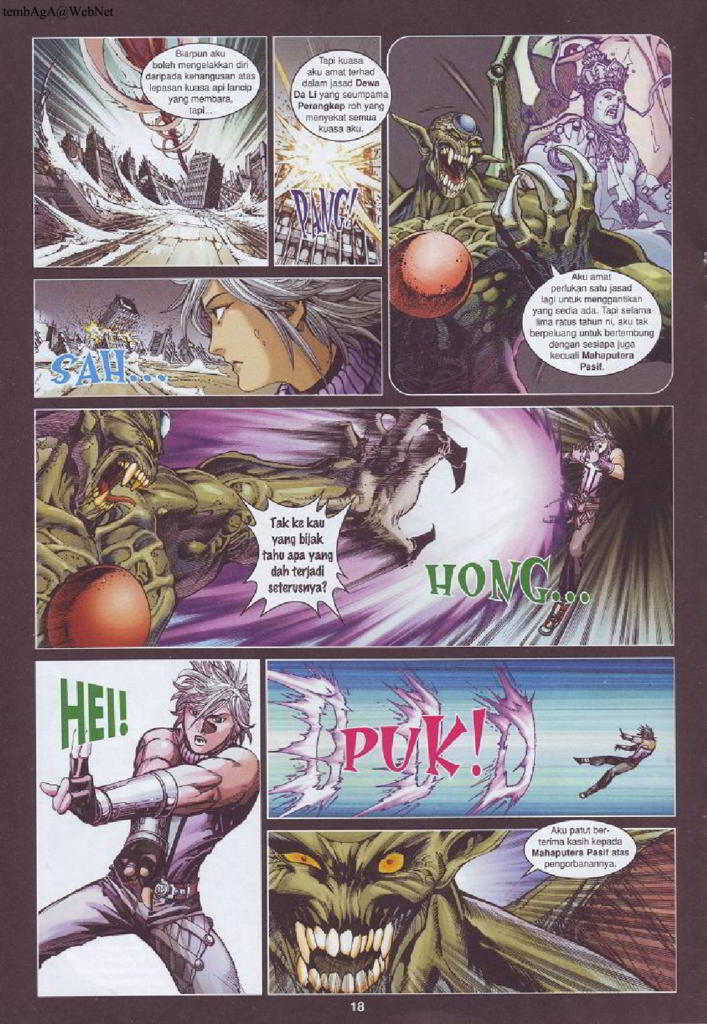 tembAgA@WebNet
Biarpun aku
boleh mengelakkan diri
daripada kehangusan atas
lepasan kuasa api lancip
yang membara,
tapi...
Tapi kuasa
aku amat terhad
dalam jasad Dewa
Da Li yang seumpama
Perangkap roh yang
menyekat semua
kuasa aku.
PANG!
Aku amat
perlukan satu jasad
lagi untuk menggantikan
yang sedia ada. Tapi selama
lima ratus tahun ni, aku tak
berpeluang untuk bertembung
dengan sesiapa juga
kecuali Mahaputera
Pasif.
SAH...
Tak ke kau
yang bijak
tahu apa yang
dah terjadi
seterusnya?
HONG...
HEI!
PUK!
Aku patut ber-
terima kasih kepada
Mahaputera Pasif atas
pengorbanannya.
18